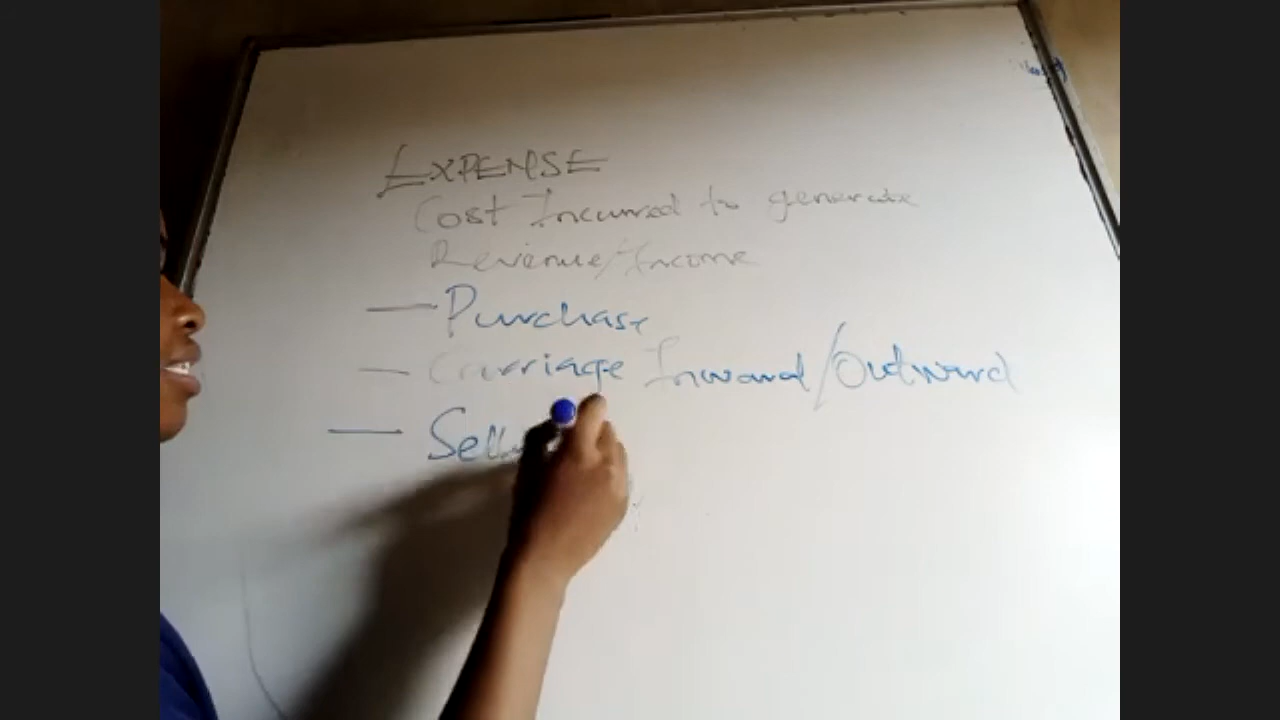 EXPENSE
Cost Incurred to generate
Revenue/Income
— Purchase
— Carriage Inward/Outward
— Sell